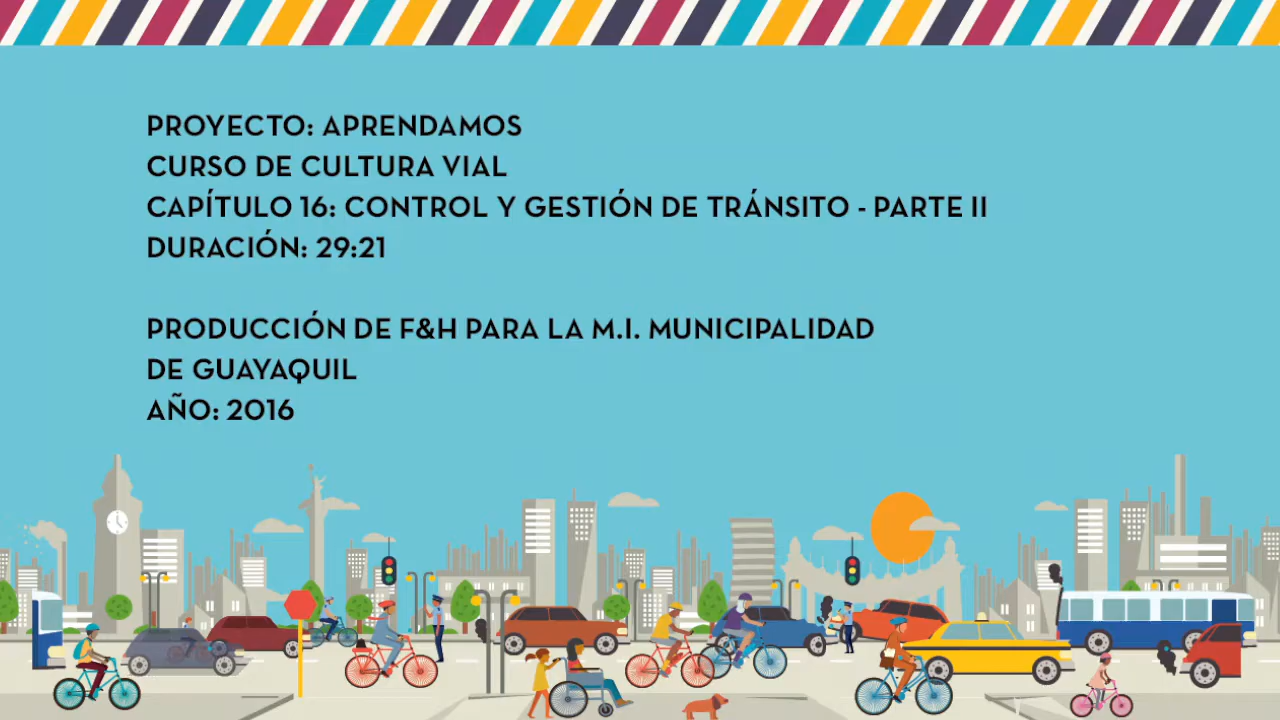 PROYECTO: APRENDAMOS
CURSO DE CULTURA VIAL
CAPÍTULO 16: CONTROL Y GESTIÓN DE TRÁNSITO - PARTE II
DURACIÓN: 29:21
PRODUCCIÓN DE F&H PARA LA M.I. MUNICIPALIDAD
DE GUAYAQUIL
AÑO: 2016